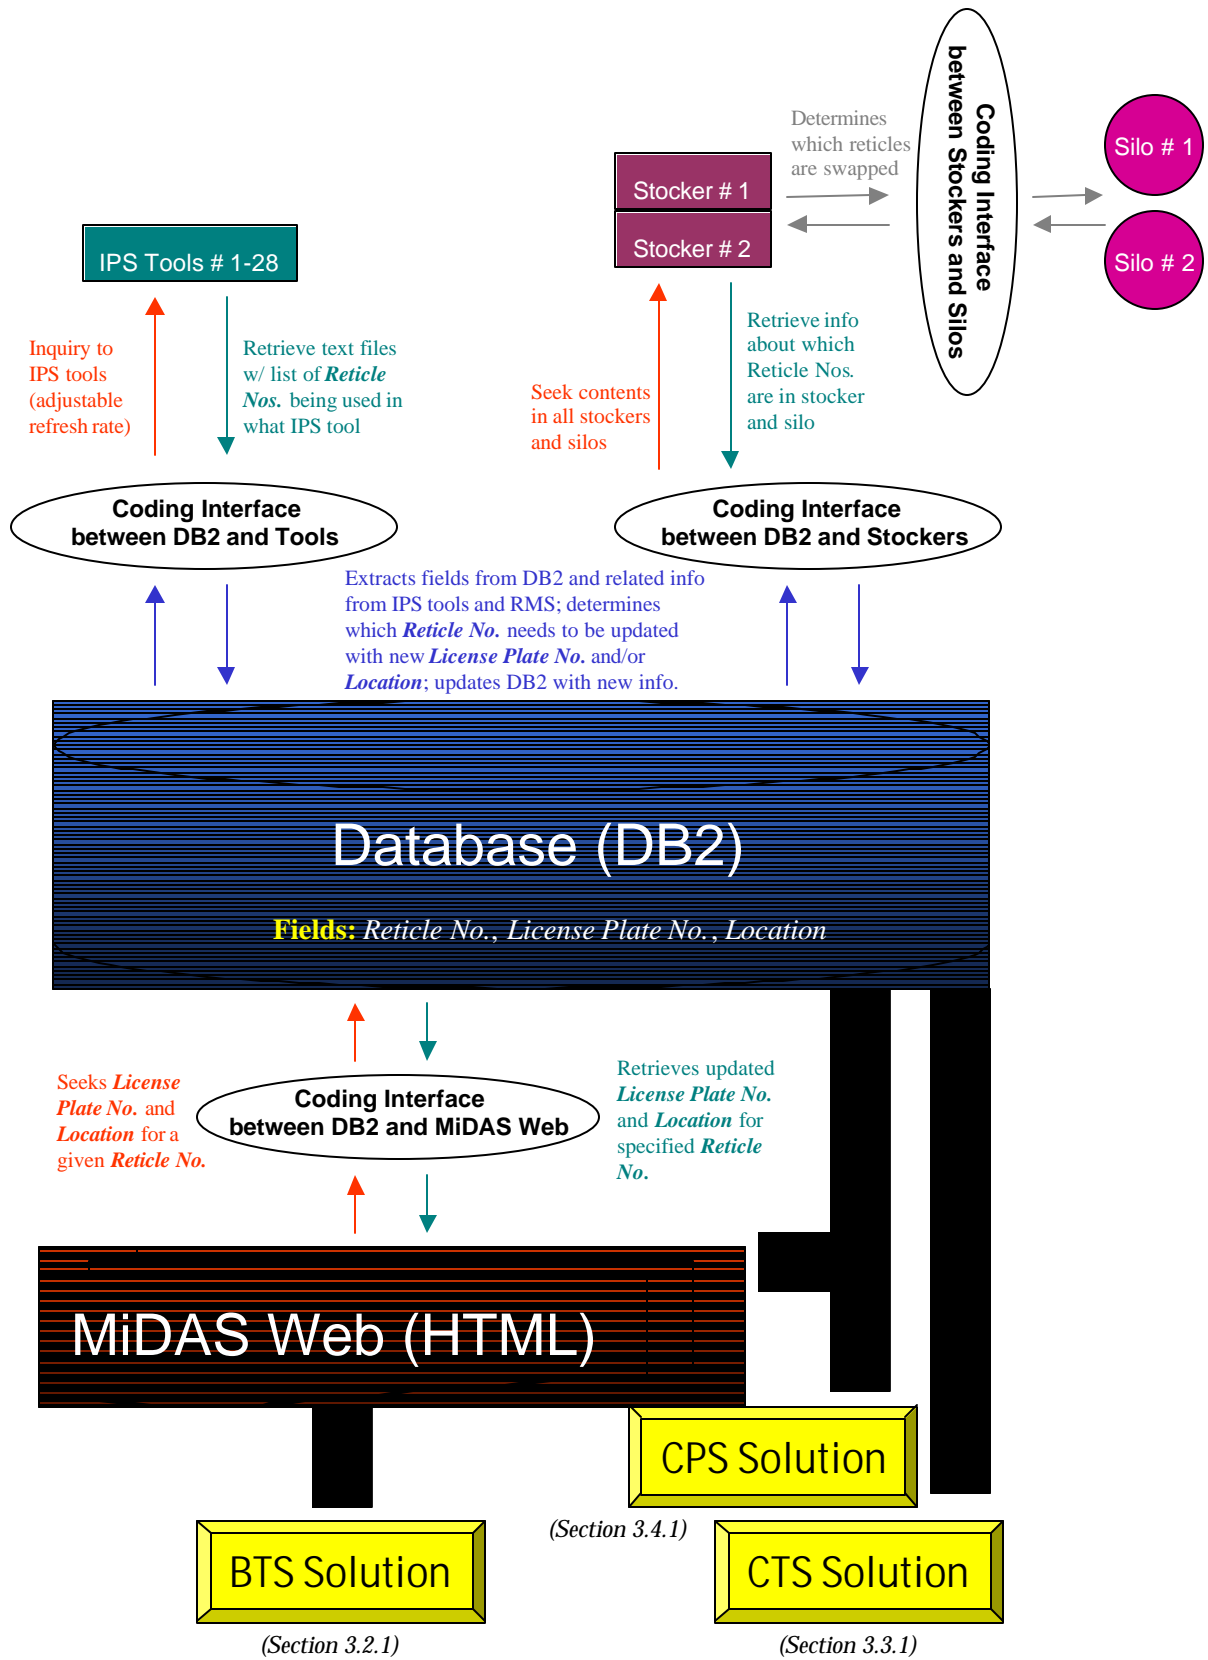 Coding Interface
between Stockers and Silos
Determines
which reticles
are swapped
Silo # 1
Silo # 2
Stocker # 1
Stocker # 2
IPS Tools # 1-28
Inquiry to
IPS tools
(adjustable
refresh rate)
Retrieve text files
w/ list of Reticle
Nos. being used in
what IPS tool
Seek contents
in all stockers
and silos
Retrieve info
about which
Reticle Nos.
are in stocker
and silo
Coding Interface
between DB2 and Tools
Coding Interface
between DB2 and Stockers
Extracts fields from DB2 and related info
from IPS tools and RMS; determines
which Reticle No. needs to be updated
with new License Plate No. and/or
Location; updates DB2 with new info.
Database (DB2)
Fields: Reticle No., License Plate No., Location
Seeks License
Plate No. and
Location for a
given Reticle No.
Coding Interface
between DB2 and MiDAS Web
Retrieves updated
License Plate No.
and Location for
specified Reticle
No.
MiDAS Web (HTML)
CPS Solution
(Section 3.4.1)
BTS Solution
(Section 3.2.1)
CTS Solution
(Section 3.3.1)